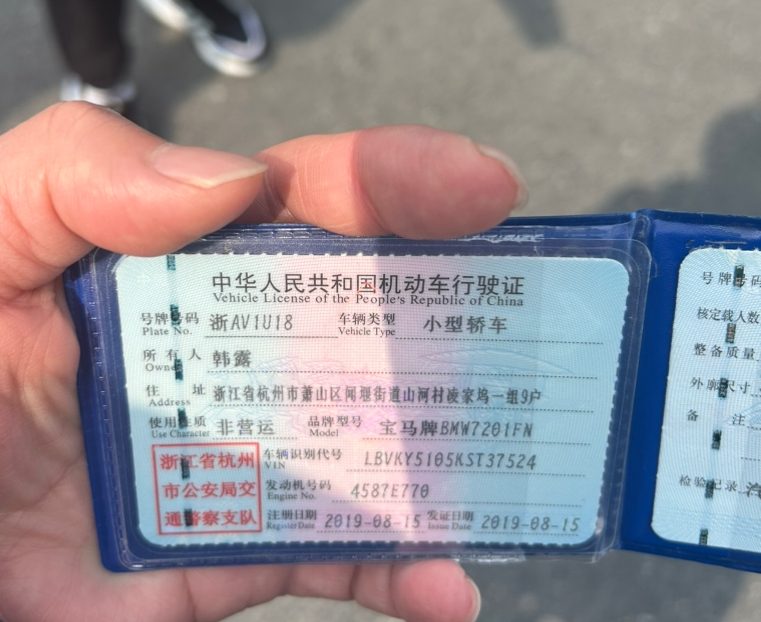 中华人民共和国机动车行驶证
Vehicle License of the People's Republic of China
号牌号码 浙AV1U18 车辆类型 小型轿车
Plate No. Vehicle Type
所有人 韩露
Owner
住址 浙江省杭州市萧山区闻堰街道山河村凌家坞一组9户
Address
使用性质 非营运 品牌型号 宝马牌BMW7201FN
Use Character Model
浙江省杭州
市公安局交
通警察支队
车辆识别代号 LBVKY5105KST37524
VIN
发动机号码 4587E770
Engine No.
注册日期 2019-08-15 发证日期 2019-08-15
Register Date Issue Date
号牌号码
核定载人数
整备质量
外廓尺寸
备注
检验记录